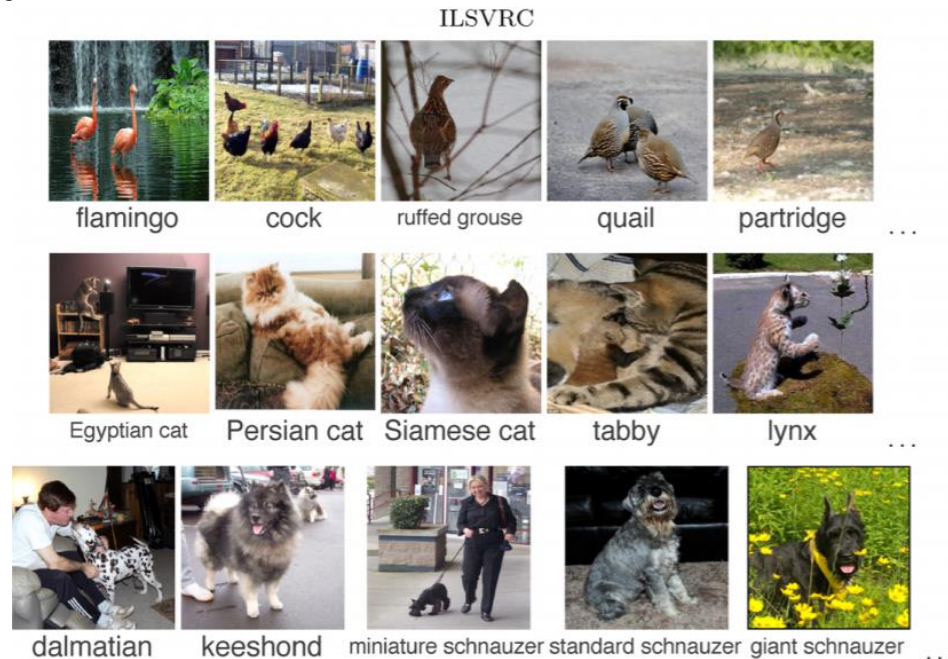 ILSVRC
flamingo cock ruffed grouse quail partridge ...
Egyptian cat Persian cat Siamese cat tabby lynx ...
dalmatian keeshond miniature schnauzer standard schnauzer giant schnauzer ...